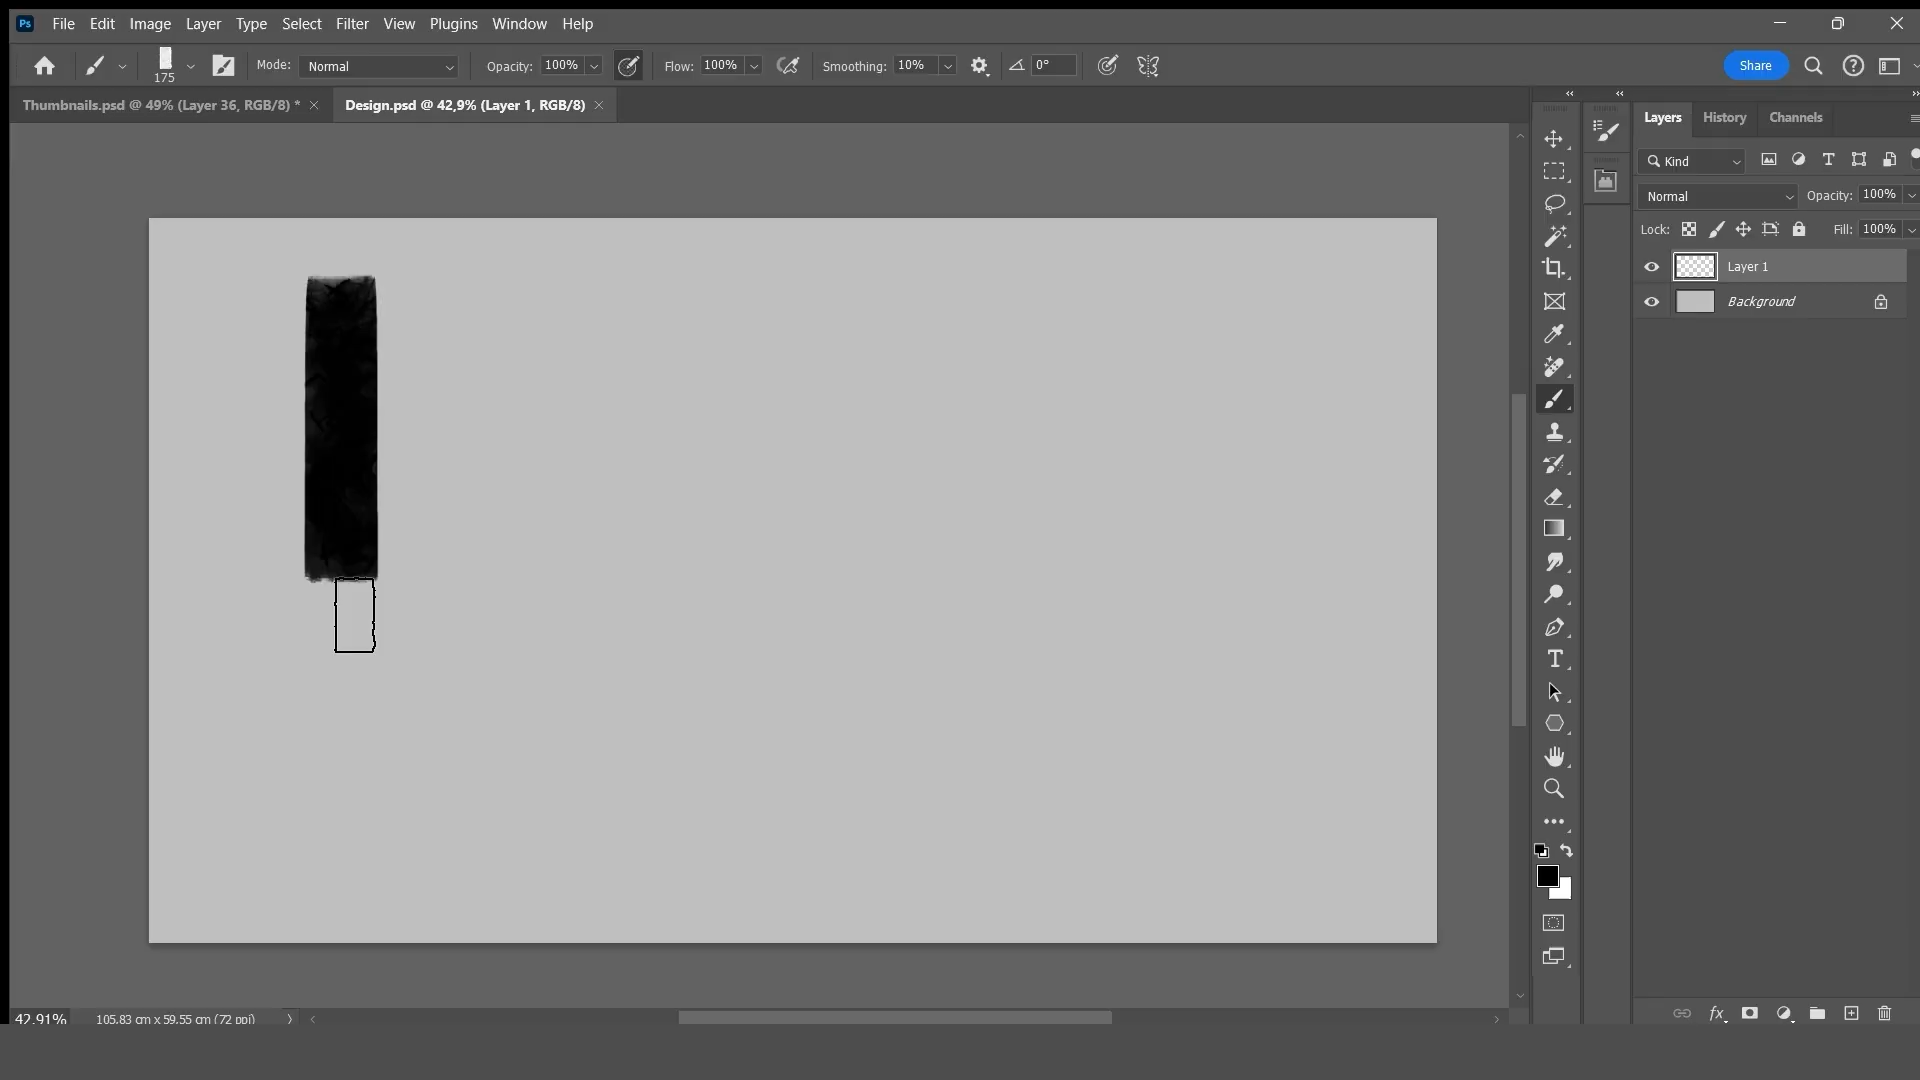 Ps File Edit Image Layer Type Select Filter View Plugins Window Help
175 Mode: Normal Opacity: 100% Flow: 100% Smoothing: 10% 0° Share
Thumbnails.psd @ 49% (Layer 36, RGB/8) * Design.psd @ 42,9% (Layer 1, RGB/8)
Layers History Channels
Kind
Normal Opacity: 100%
Lock: Fill: 100%
Layer 1
Background
fx
42,91% 105,83 cm x 59,55 cm (72 ppi)